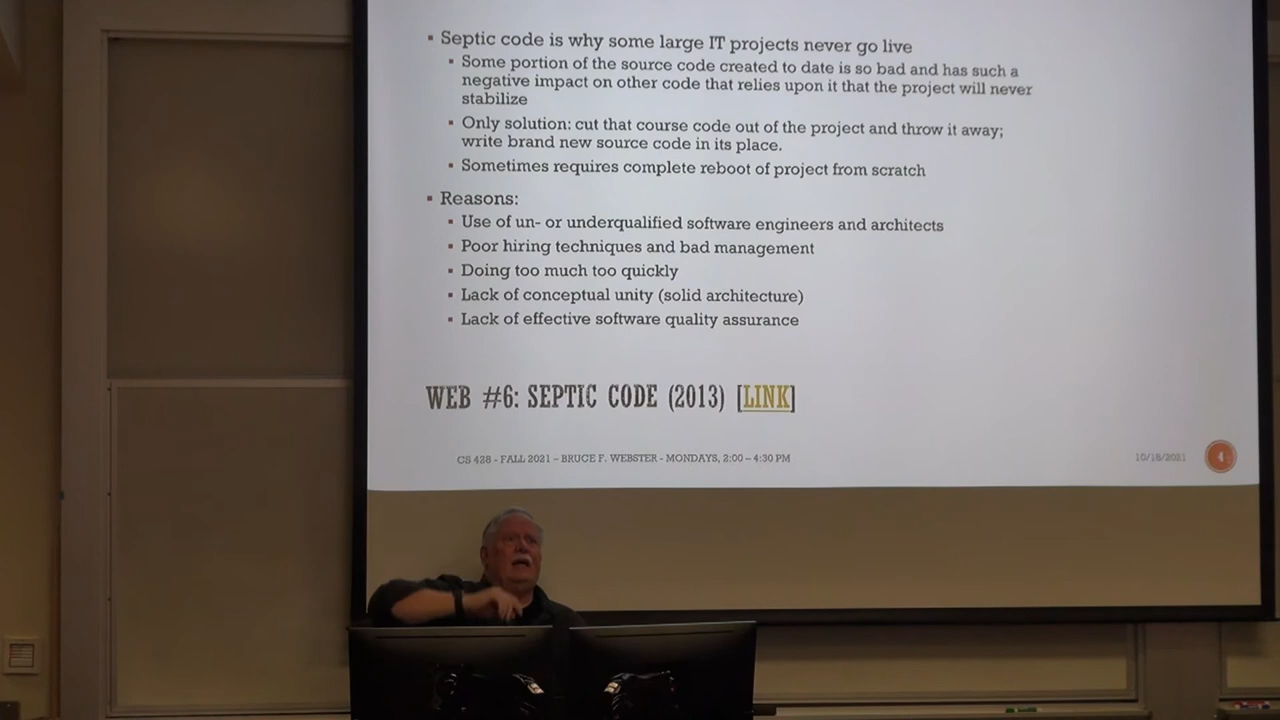 Septic code is why some large IT projects never go live
Some portion of the source code created to date is so bad and has such a
negative impact on other code that relies upon it that the project will never
stabilize
Only solution: cut that course code out of the project and throw it away;
write brand new source code in its place.
Sometimes requires complete reboot of project from scratch
Reasons:
Use of un- or underqualified software engineers and architects
Poor hiring techniques and bad management
Doing too much too quickly
Lack of conceptual unity (solid architecture)
Lack of effective software quality assurance
WEB #6: SEPTIC CODE (2013) [LINK]
CS 428 - FALL 2021 – BRUCE F. WEBSTER - MONDAYS, 2:00 – 4:30 PM
10/18/2021
4